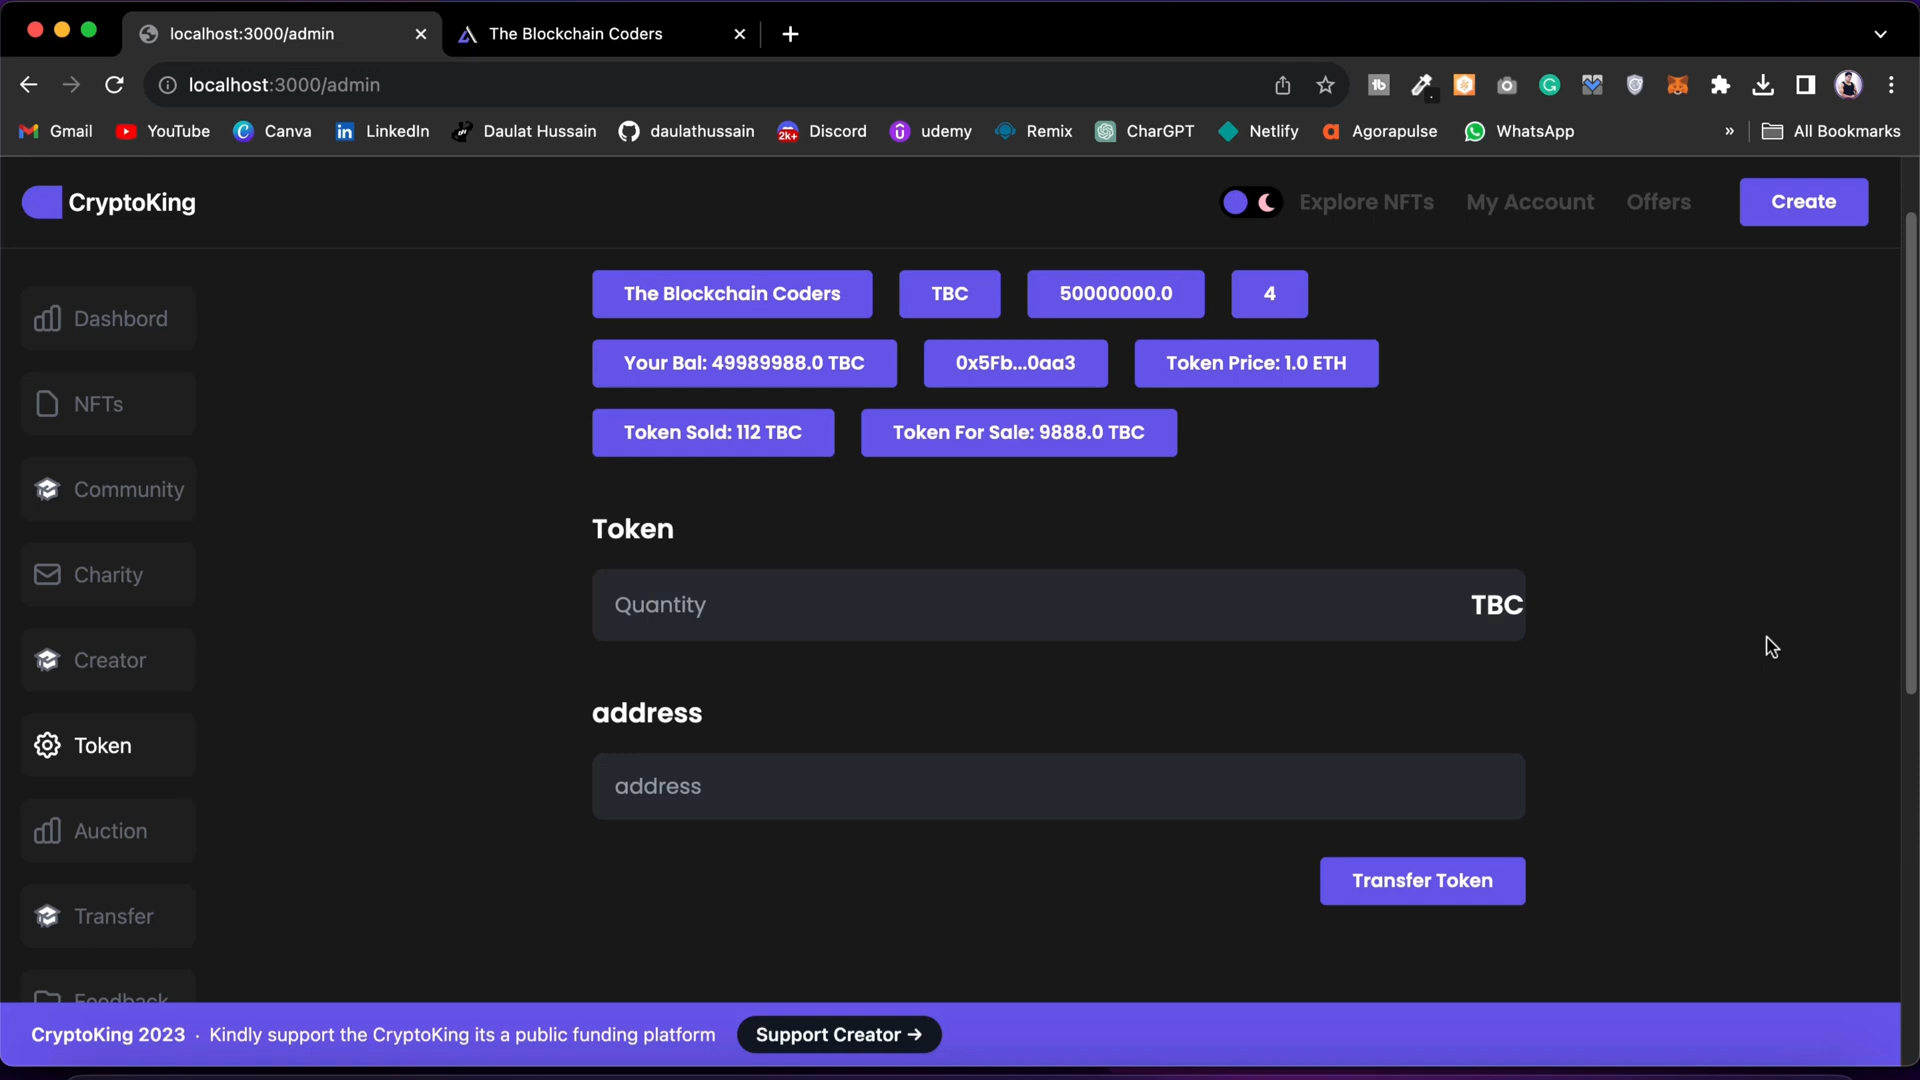 localhost:3000/admin
The Blockchain Coders
localhost:3000/admin
Gmail YouTube Canva LinkedIn Daulat Hussain daulathussain Discord udemy Remix CharGPT Netlify Agorapulse WhatsApp » All Bookmarks
CryptoKing
Explore NFTs My Account Offers Create
The Blockchain Coders TBC 50000000.0 4
Your Bal: 49989988.0 TBC 0x5Fb...0aa3 Token Price: 1.0 ETH
Token Sold: 112 TBC Token For Sale: 9888.0 TBC
Dashbord
NFTs
Community
Charity
Creator
Token
Auction
Transfer
Feedback
Token
Quantity TBC
address
address
Transfer Token
CryptoKing 2023 · Kindly support the CryptoKing its a public funding platform Support Creator →